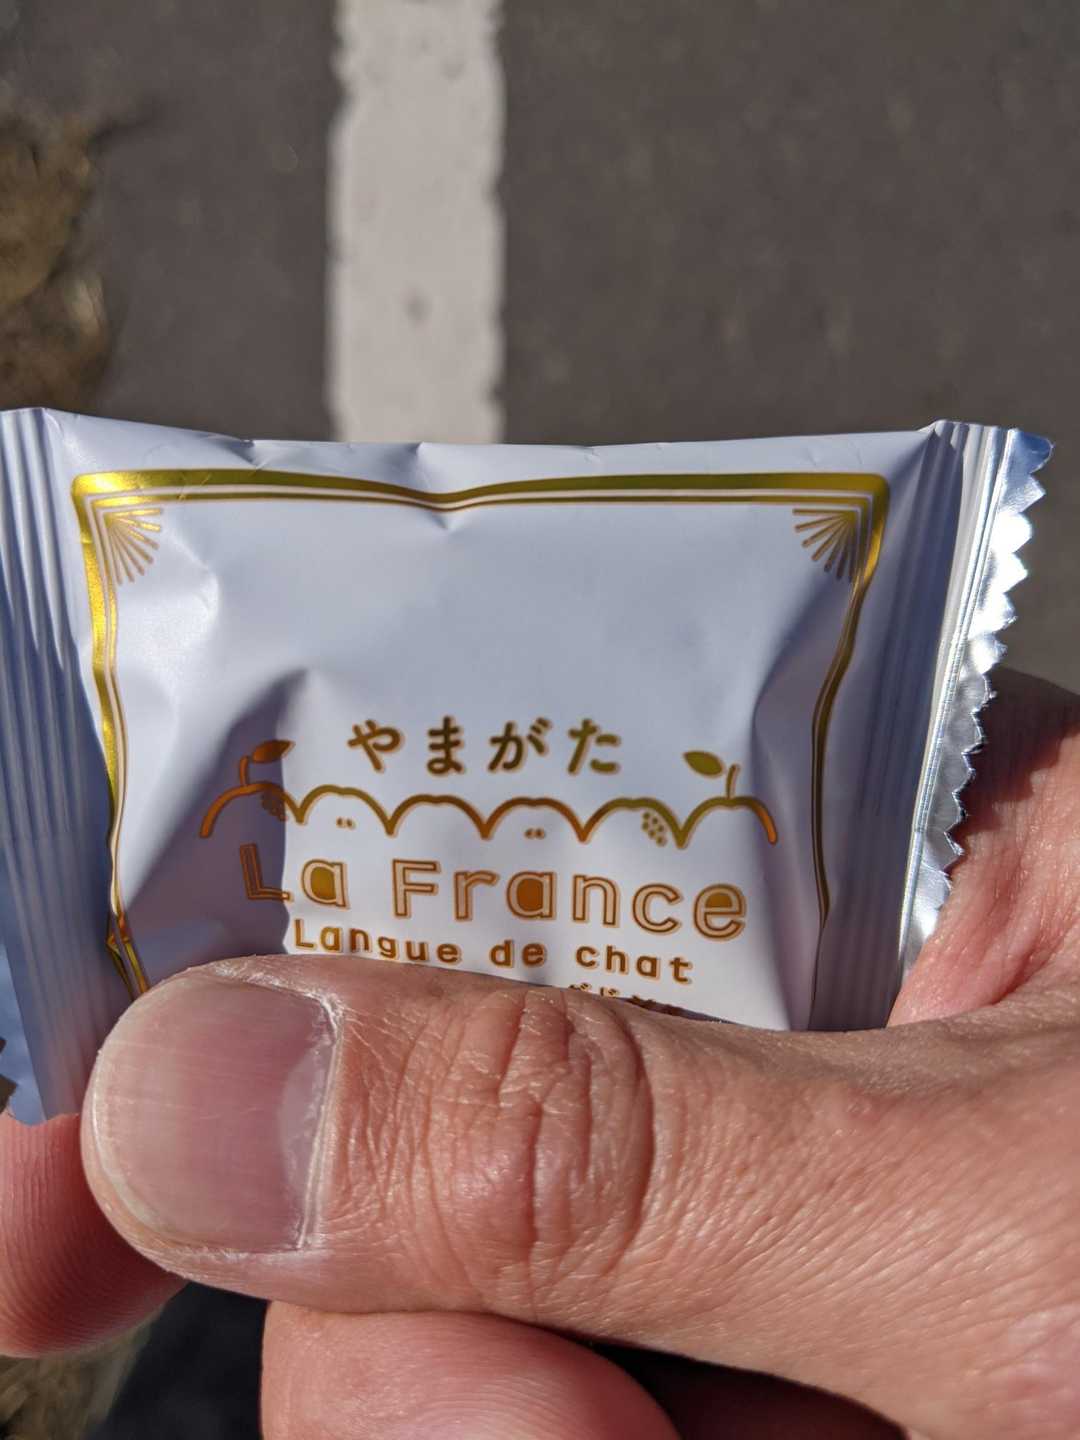 やまがた
La France
Langue de chat